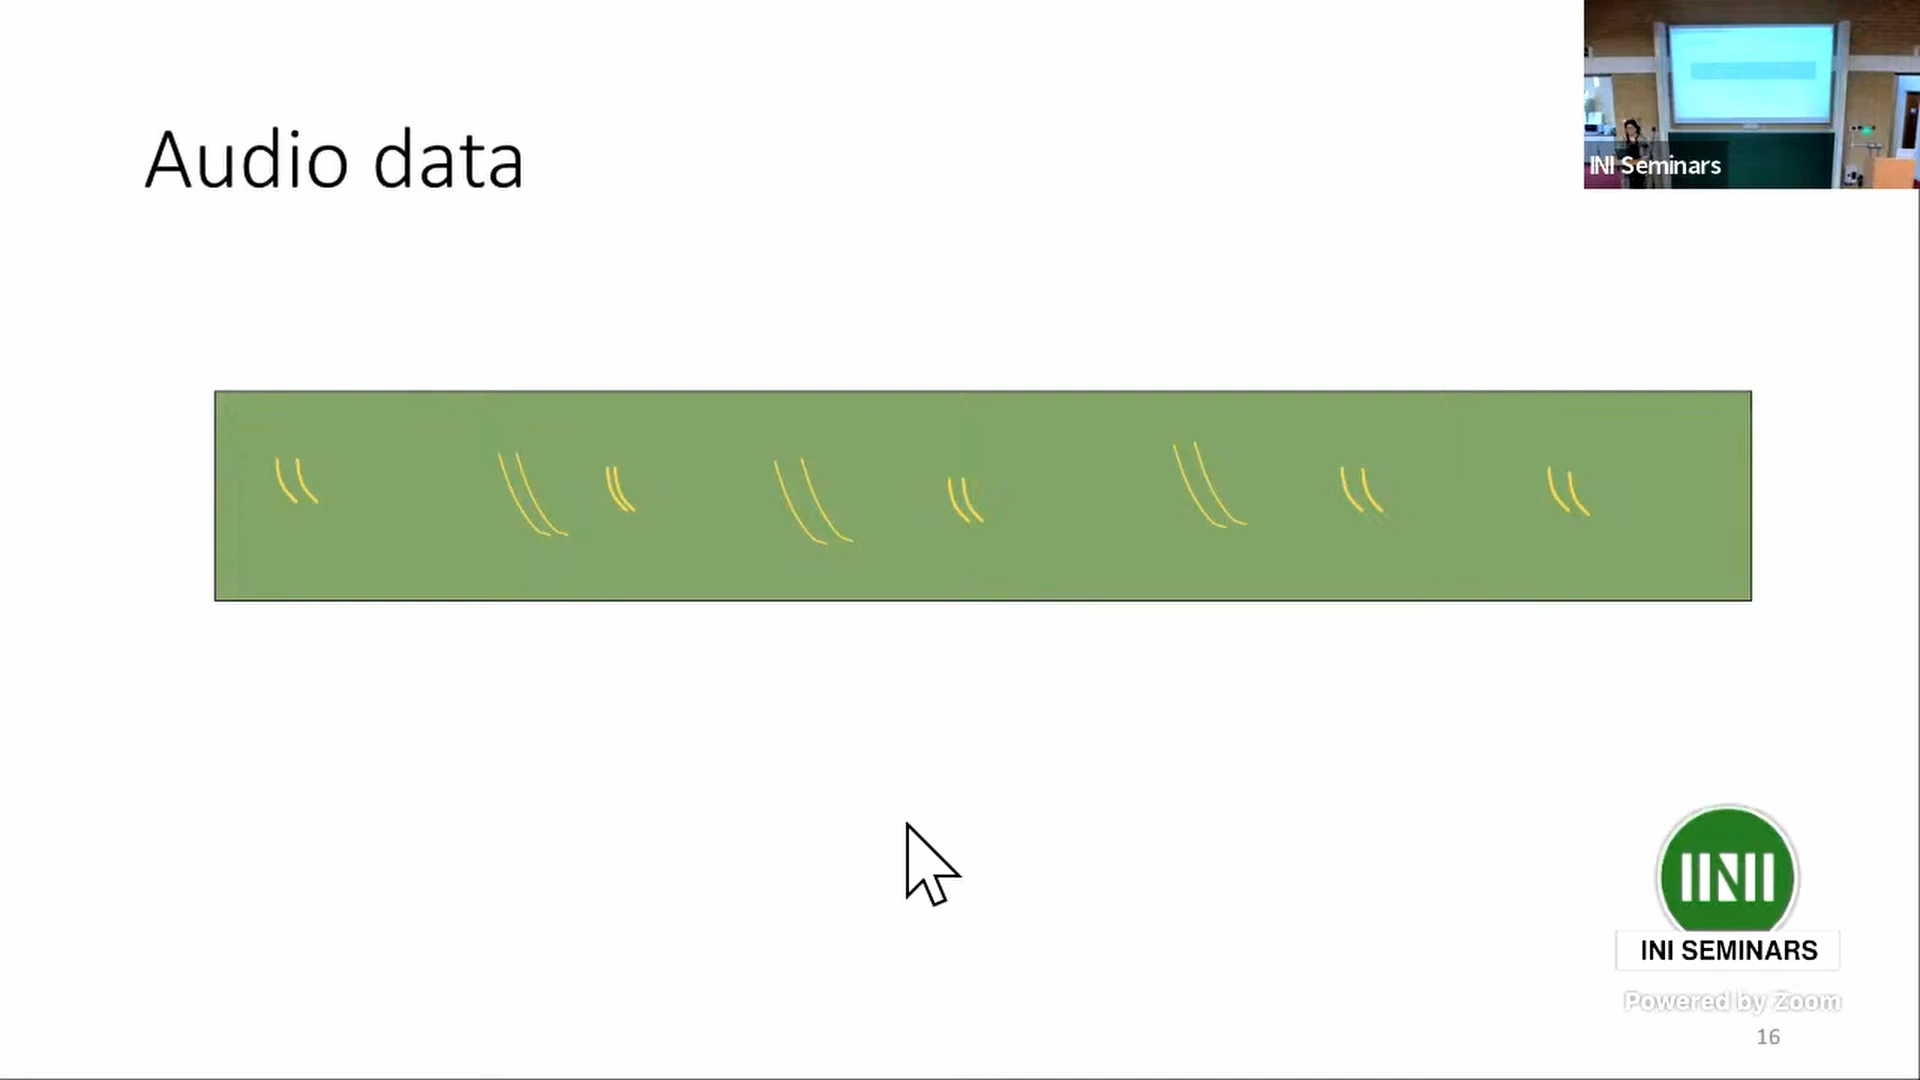 Audio data
INI Seminars
INI
INI SEMINARS
Powered by Zoom
16